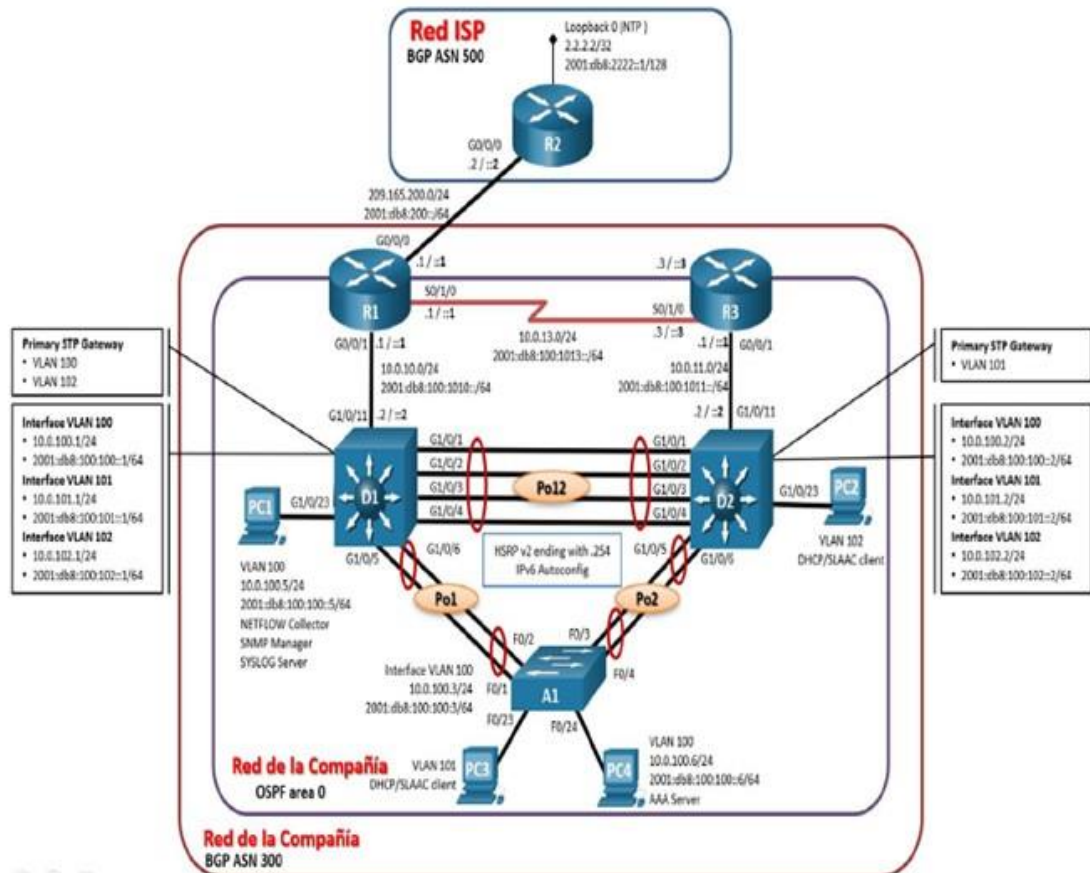 Red ISP
BGP ASN 500
Loopback 0 (NTP )
2.2.2.2/32
2001:db8:2222::1/128
R2
G0/0/0
.2 / ::2
209.165.200.0/24
2001:db8:200::/64
G0/0/0
.1 / ::1
R1
S0/1/0
.1 / ::1
.3 / ::3
R3
S0/1/0
.3 / ::3
10.0.13.0/24
2001:db8:100:1013::/64
G0/0/1
.1 / ::1
10.0.10.0/24
2001:db8:100:1010::/64
G1/0/11
.2 / ::2
.1 / ::1
G0/0/1
10.0.11.0/24
2001:db8:100:1011::/64
.2 / ::2
G1/0/11
Primary STP Gateway
• VLAN 100
• VLAN 102
Interface VLAN 100
• 10.0.100.1/24
• 2001:db8:100:100::1/64
Interface VLAN 101
• 10.0.101.1/24
• 2001:db8:100:101::1/64
Interface VLAN 102
• 10.0.102.1/24
• 2001:db8:100:102::1/64
Primary STP Gateway
• VLAN 101
Interface VLAN 100
• 10.0.100.2/24
• 2001:db8:100:100::2/64
Interface VLAN 101
• 10.0.101.2/24
• 2001:db8:100:101::2/64
Interface VLAN 102
• 10.0.102.2/24
• 2001:db8:100:102::2/64
G1/0/1
G1/0/2
G1/0/3
G1/0/4
Po12
G1/0/1
G1/0/2
G1/0/3
G1/0/4
D1
D2
PC1
G1/0/23
G1/0/23
PC2
VLAN 102
DHCP/SLAAC client
G1/0/5
G1/0/6
G1/0/5
G1/0/6
HSRP v2 ending with .254
IPv6 Autoconfig
VLAN 100
10.0.100.5/24
2001:db8:100:100::5/64
NETFLOW Collector
SNMP Manager
SYSLOG Server
Po1
Po2
F0/2
F0/3
F0/1
F0/4
Interface VLAN 100
10.0.100.3/24
2001:db8:100:100:3/64
A1
F0/23
F0/24
VLAN 101
DHCP/SLAAC client
PC3
PC4
VLAN 100
10.0.100.6/24
2001:db8:100:100::6/64
AAA Server
Red de la Compañía
OSPF area 0
Red de la Compañía
BGP ASN 300